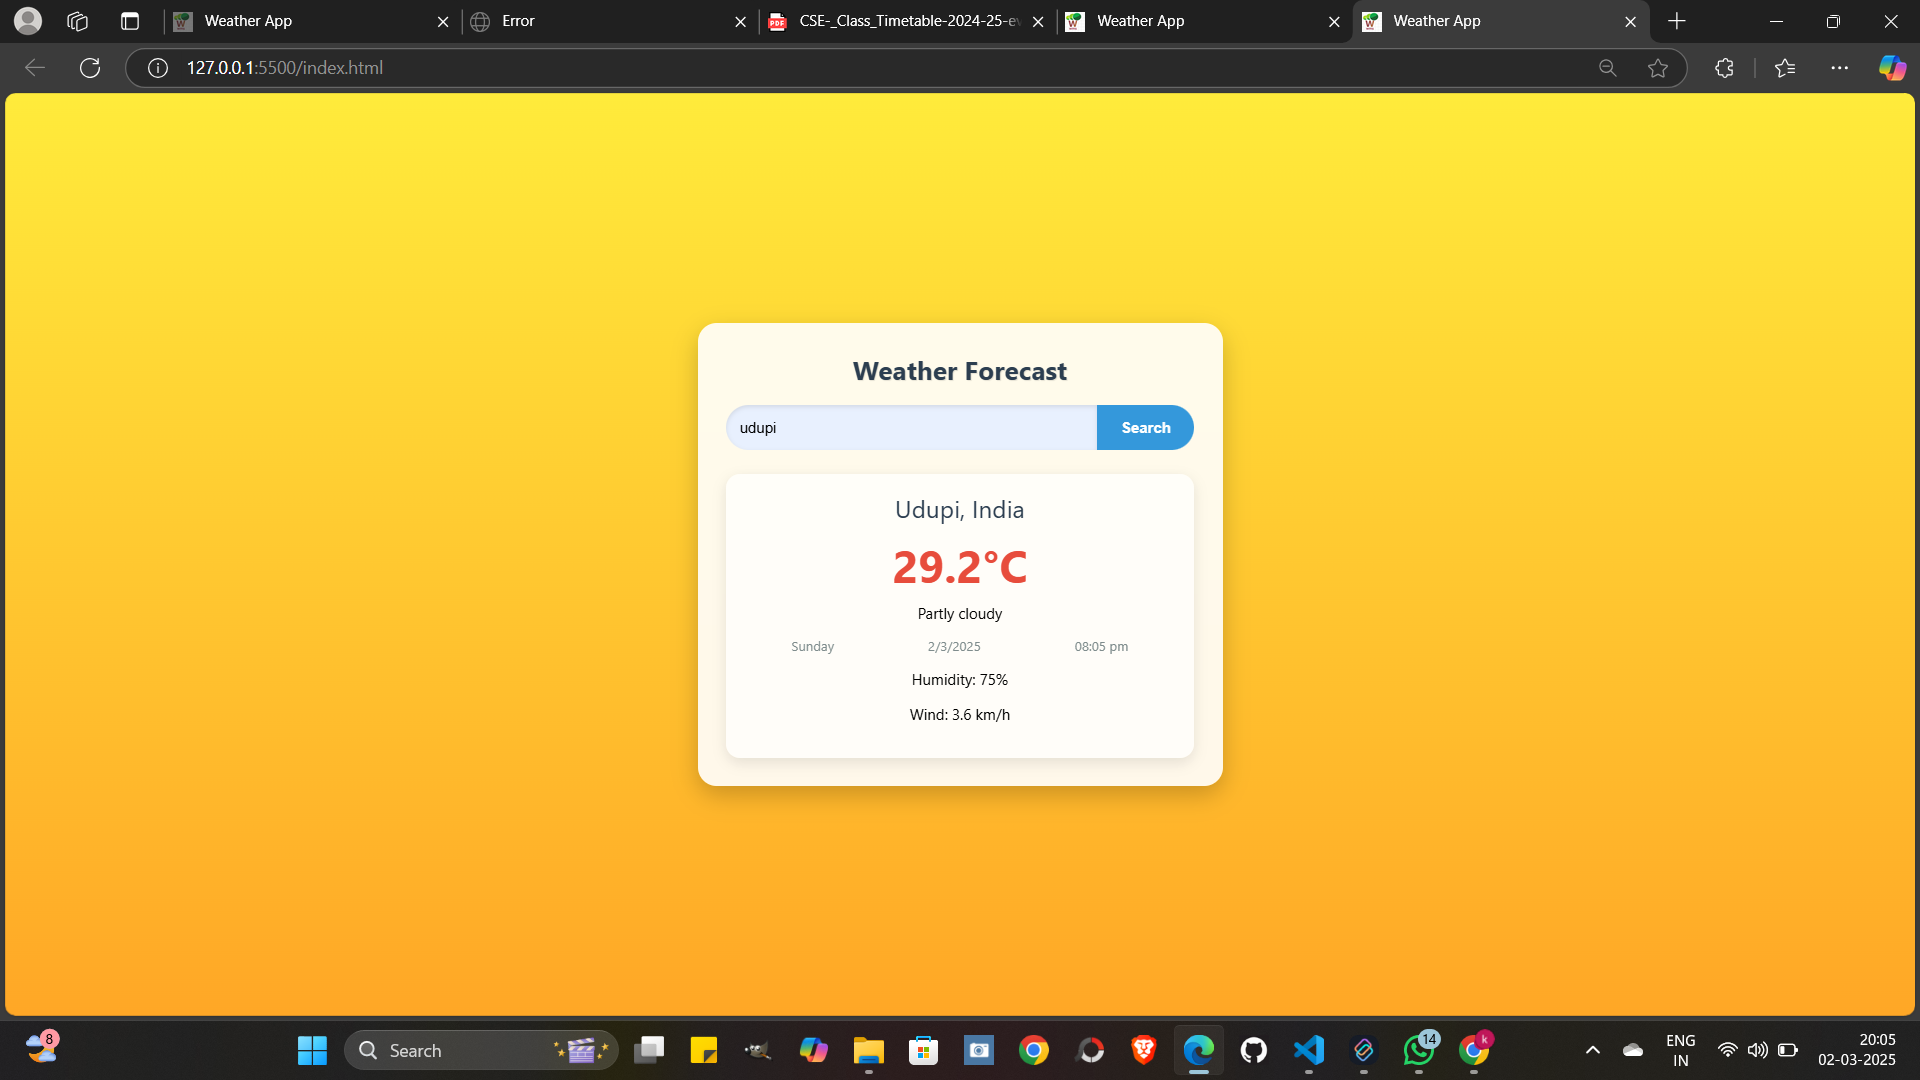 Weather App
Error
CSE-_Class_Timetable-2024-25-ev
Weather App
Weather App
127.0.0.1:5500/index.html
Weather Forecast
udupi
Search
Udupi, India
29.2°C
Partly cloudy
Sunday 2/3/2025 08:05 pm
Humidity: 75%
Wind: 3.6 km/h
8
Search
14
k
ENG
IN
20:05
02-03-2025